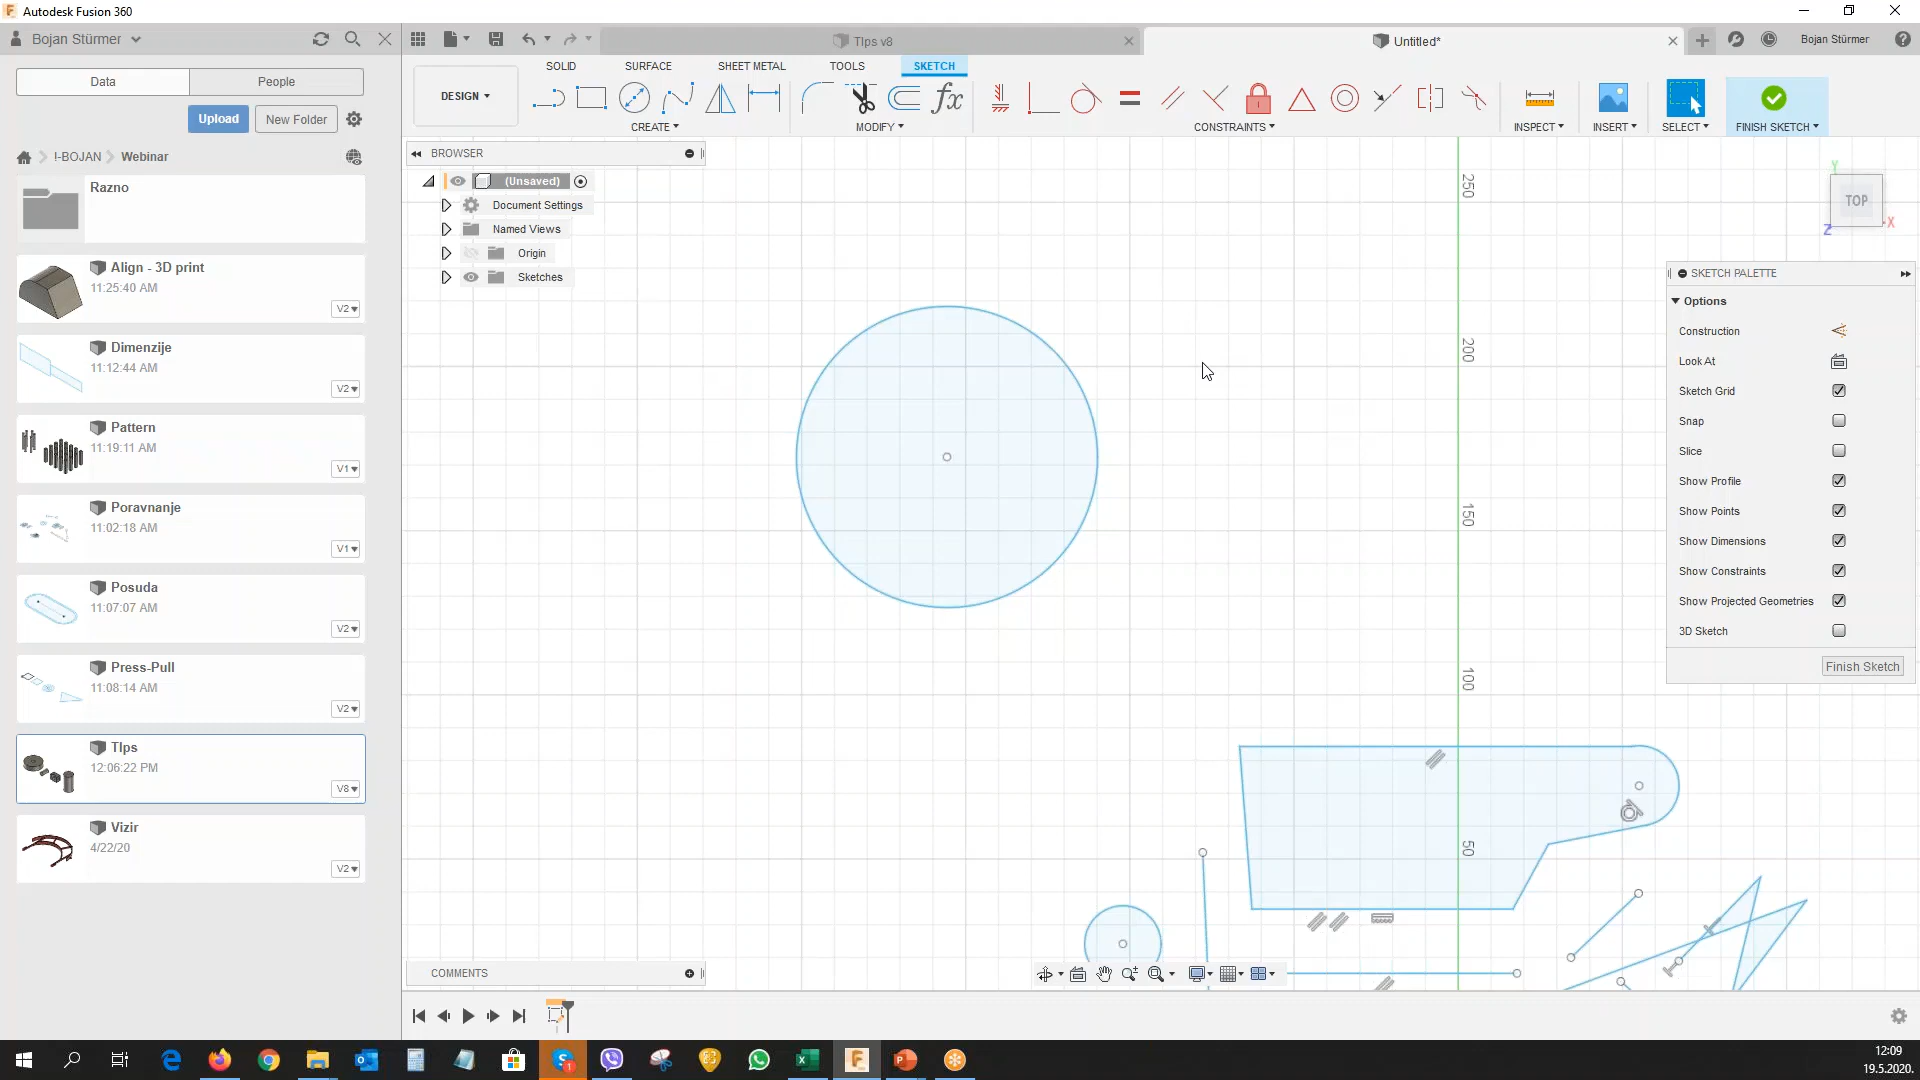 Autodesk Fusion 360
Bojan Stürmer
TIps v8
Untitled*
Bojan Stürmer
Data
People
Upload
New Folder
!-BOJAN
Webinar
Razno
Align - 3D print
11:25:40 AM
V2
Dimenzije
11:12:44 AM
V2
Pattern
11:19:11 AM
V1
Poravnanje
11:02:18 AM
V1
Posuda
11:07:07 AM
V2
Press-Pull
11:08:14 AM
V2
TIps
12:06:22 PM
V8
Vizir
4/22/20
V2
SOLID
SURFACE
SHEET METAL
TOOLS
SKETCH
DESIGN
CREATE
MODIFY
CONSTRAINTS
INSPECT
INSERT
SELECT
FINISH SKETCH
BROWSER
(Unsaved)
Document Settings
Named Views
Origin
Sketches
250
200
150
100
50
Y
TOP
X
Z
SKETCH PALETTE
Options
Construction
Look At
Sketch Grid
Snap
Slice
Show Profile
Show Points
Show Dimensions
Show Constraints
Show Projected Geometries
3D Sketch
Finish Sketch
COMMENTS
12:09
19.5.2020.